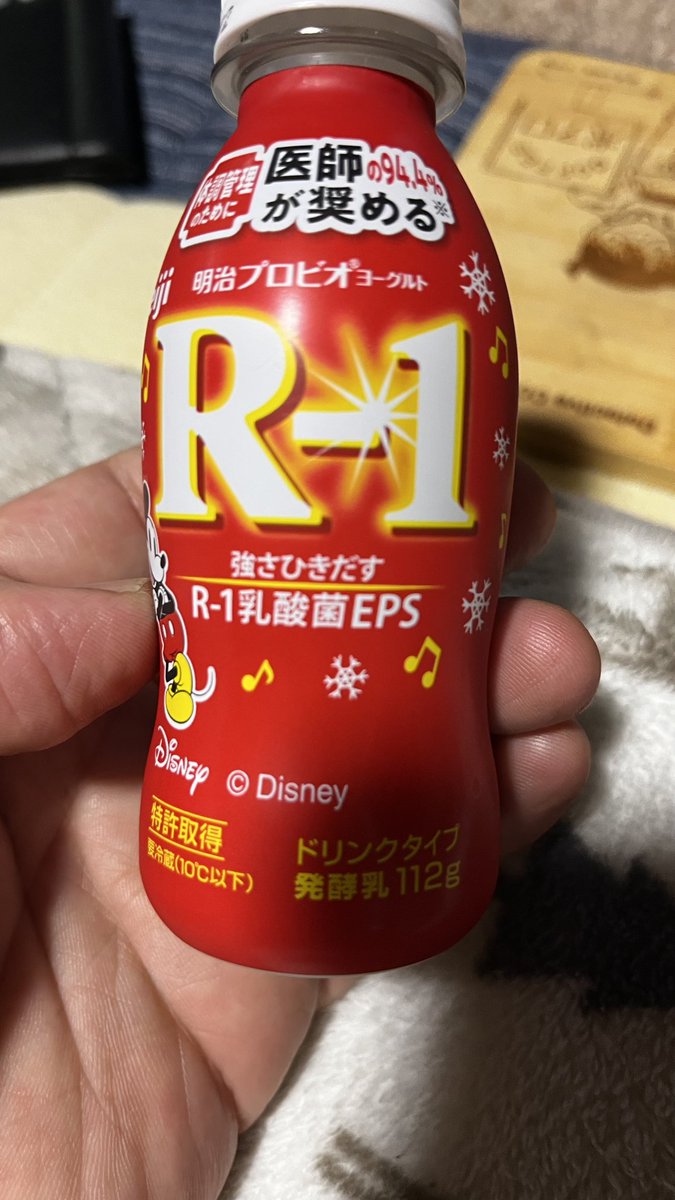 体調管理
のために
医師の94.4%
が奨める※
eiji
明治プロビオ®ヨーグルト
R-1
強さひきだす
R-1乳酸菌EPS
Disney
© Disney
特許取得
要冷蔵(10℃以下)
ドリンクタイプ
発酵乳 112g